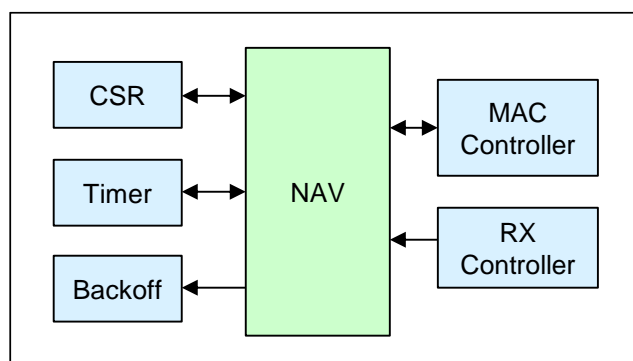 CSR
Timer
Backoff
NAV
MAC
Controller
RX
Controller